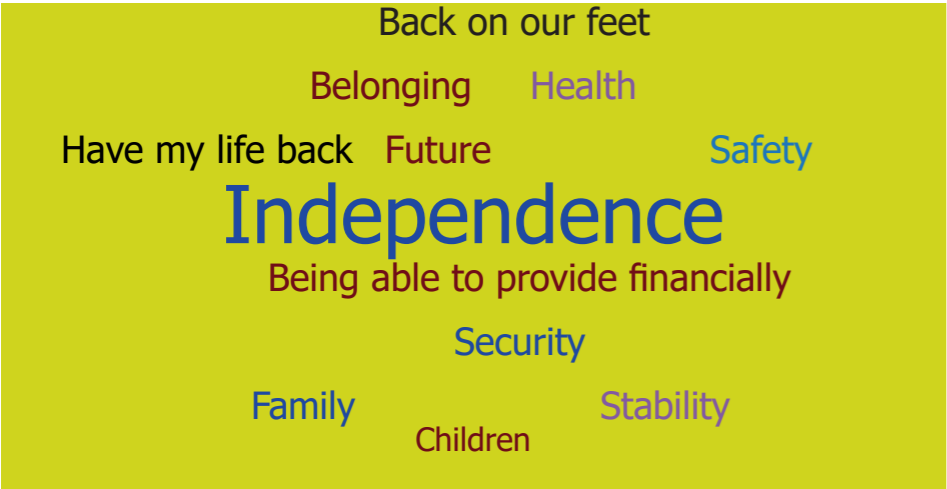 Back on our feet
Belonging Health
Have my life back Future Safety
Independence
Being able to provide financially
Security
Family Stability
Children